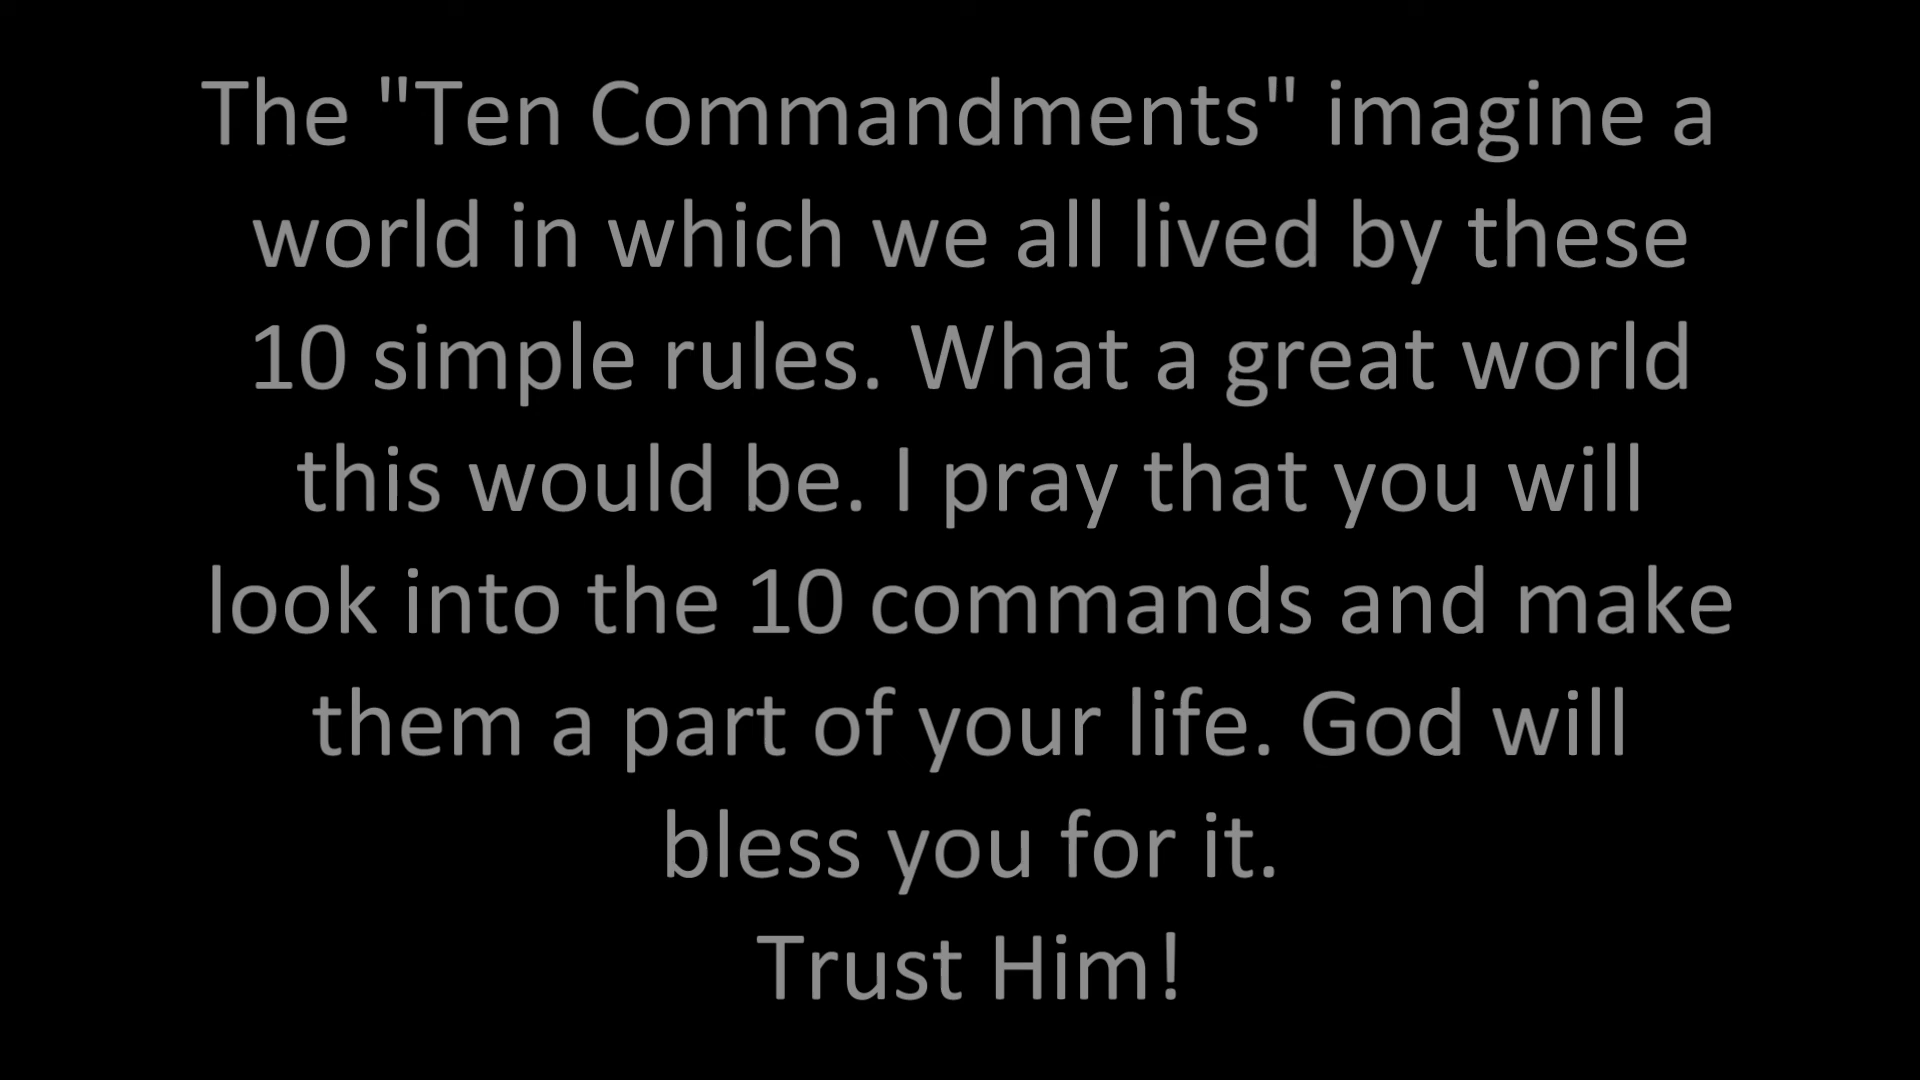 The "Ten Commandments" imagine a
world in which we all lived by these
10 simple rules. What a great world
this would be. I pray that you will
look into the 10 commands and make
them a part of your life. God will
bless you for it.
Trust Him!